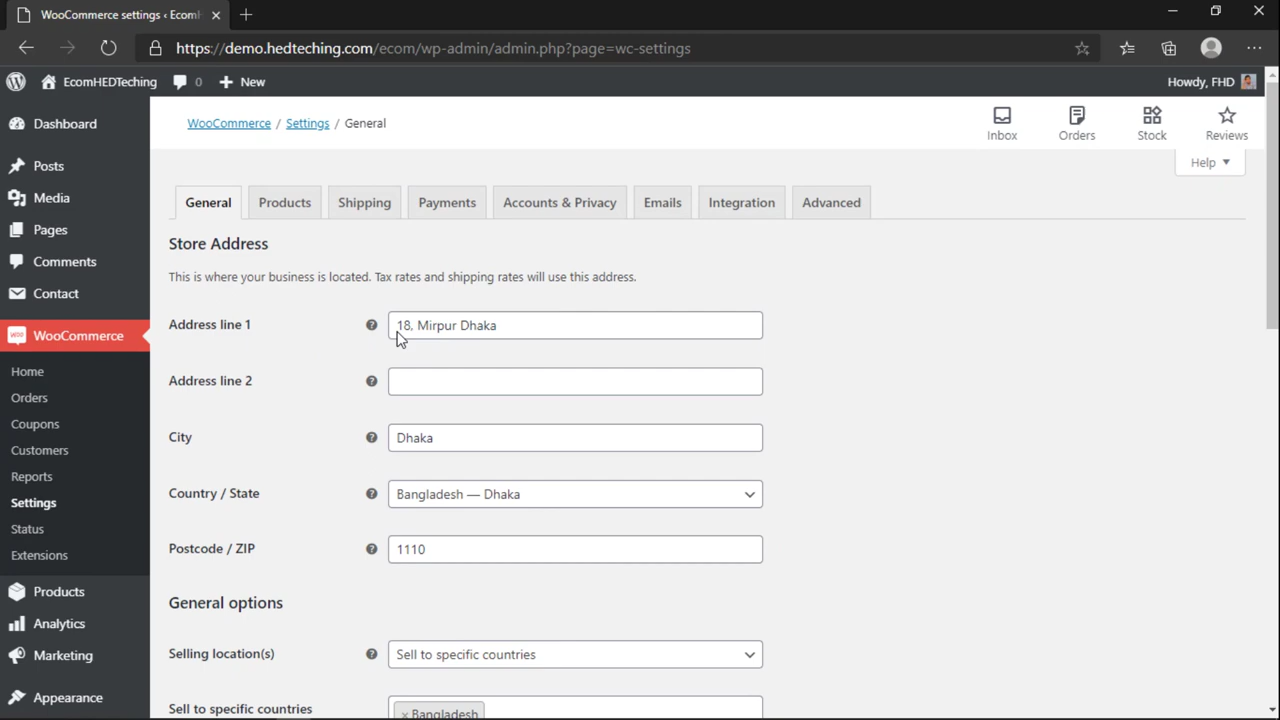 WooCommerce settings ‹ EcomH
https://demo.hedteching.com/ecom/wp-admin/admin.php?page=wc-settings
EcomHEDTeching
0
New
Howdy, FHD
Dashboard
Posts
Media
Pages
Comments
Contact
WooCommerce
Home
Orders
Coupons
Customers
Reports
Settings
Status
Extensions
Products
Analytics
Marketing
Appearance
WooCommerce / Settings / General
Inbox
Orders
Stock
Reviews
Help
General
Products
Shipping
Payments
Accounts & Privacy
Emails
Integration
Advanced
Store Address
This is where your business is located. Tax rates and shipping rates will use this address.
Address line 1
18, Mirpur Dhaka
Address line 2
City
Dhaka
Country / State
Bangladesh — Dhaka
Postcode / ZIP
1110
General options
Selling location(s)
Sell to specific countries
Sell to specific countries
× Bangladesh